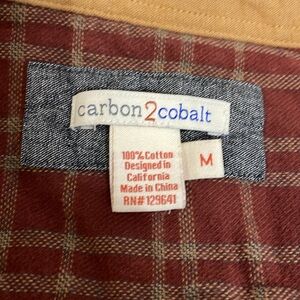 carbon2cobalt
100% Cotton
Designed in
California
Made in China
RN# 129641
M